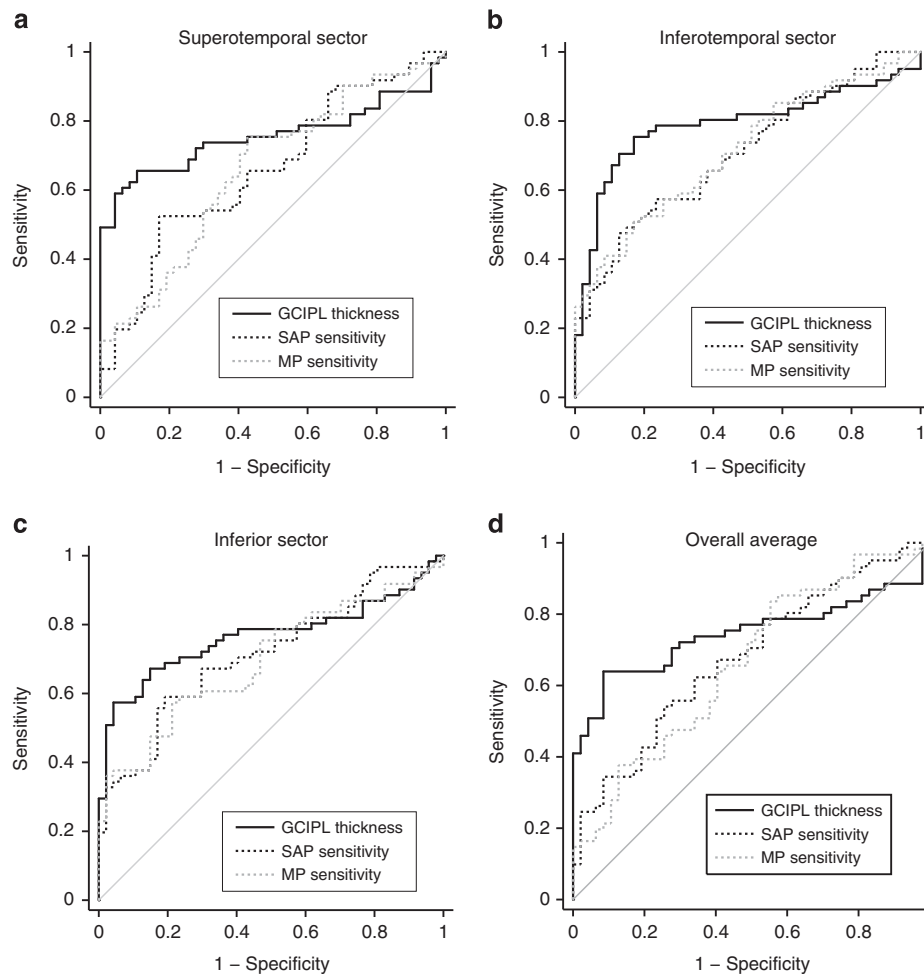 a
Superotemporal sector
1
0.8
0.6
0.4
0.2
0
Sensitivity
GCIPL thickness
SAP sensitivity
MP sensitivity
0 0.2 0.4 0.6 0.8 1
1 – Specificity
b
Inferotemporal sector
1
0.8
0.6
0.4
0.2
0
Sensitivity
GCIPL thickness
SAP sensitivity
MP sensitivity
0 0.2 0.4 0.6 0.8 1
1 – Specificity
c
Inferior sector
1
0.8
0.6
0.4
0.2
0
Sensitivity
GCIPL thickness
SAP sensitivity
MP sensitivity
0 0.2 0.4 0.6 0.8 1
1 – Specificity
d
Overall average
1
0.8
0.6
0.4
0.2
0
Sensitivity
GCIPL thickness
SAP sensitivity
MP sensitivity
0 0.2 0.4 0.6 0.8
1 – Specificity